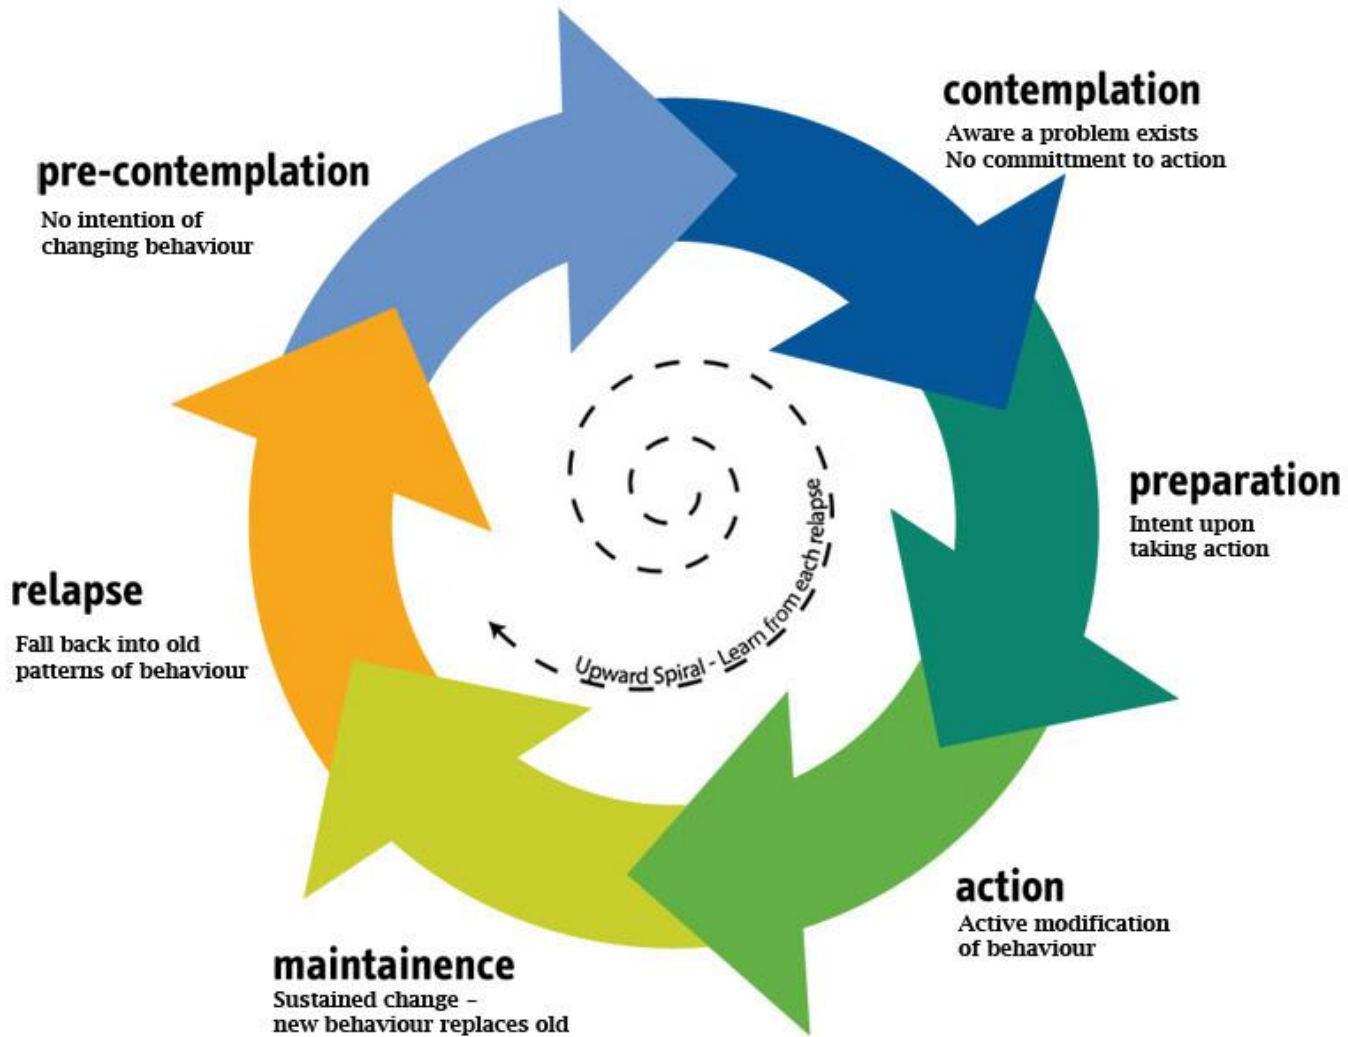 pre-contemplation
No intention of
changing behaviour
contemplation
Aware a problem exists
No committment to action
preparation
Intent upon
taking action
action
Active modification
of behaviour
maintainence
Sustained change –
new behaviour replaces old
relapse
Fall back into old
patterns of behaviour
Upward Spiral - Learn from each relapse